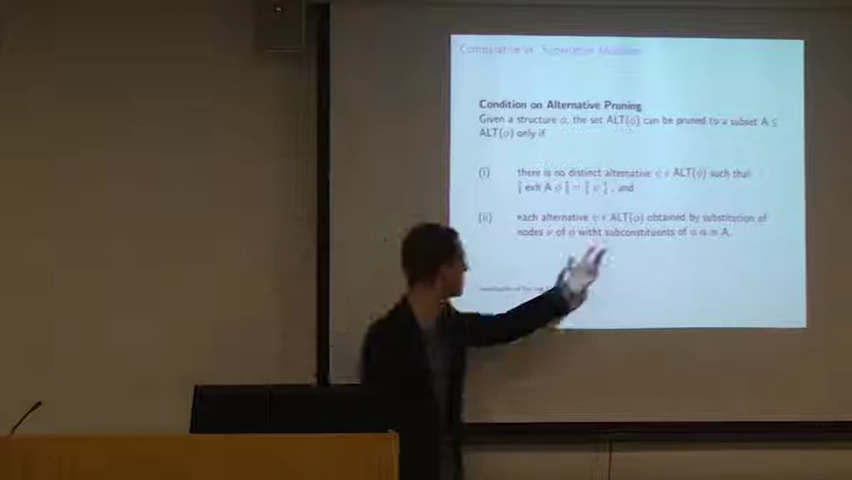 Comparative vs. Superlative Modifiers
Condition on Alternative Pruning
Given a structure ϕ, the set ALT(ϕ) can be pruned to a subset A ⊆
ALT(ϕ) only if
(i) there is no distinct alternative ψ ∈ ALT(ϕ) such that
exh A ϕ = ψ , and
(ii) each alternative ψ ∈ ALT(ϕ) obtained by substitution of
nodes ν of ϕ witht subconstituents of ϕ is in A.